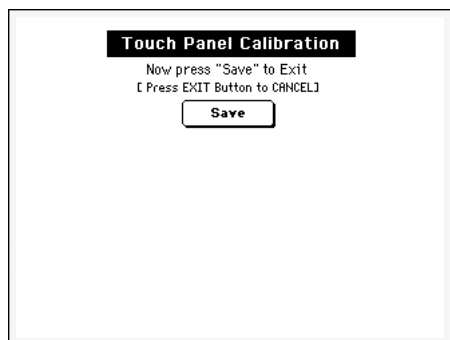 Touch Panel Calibration
Now press "Save" to Exit
[ Press EXIT Button to CANCEL]
Save